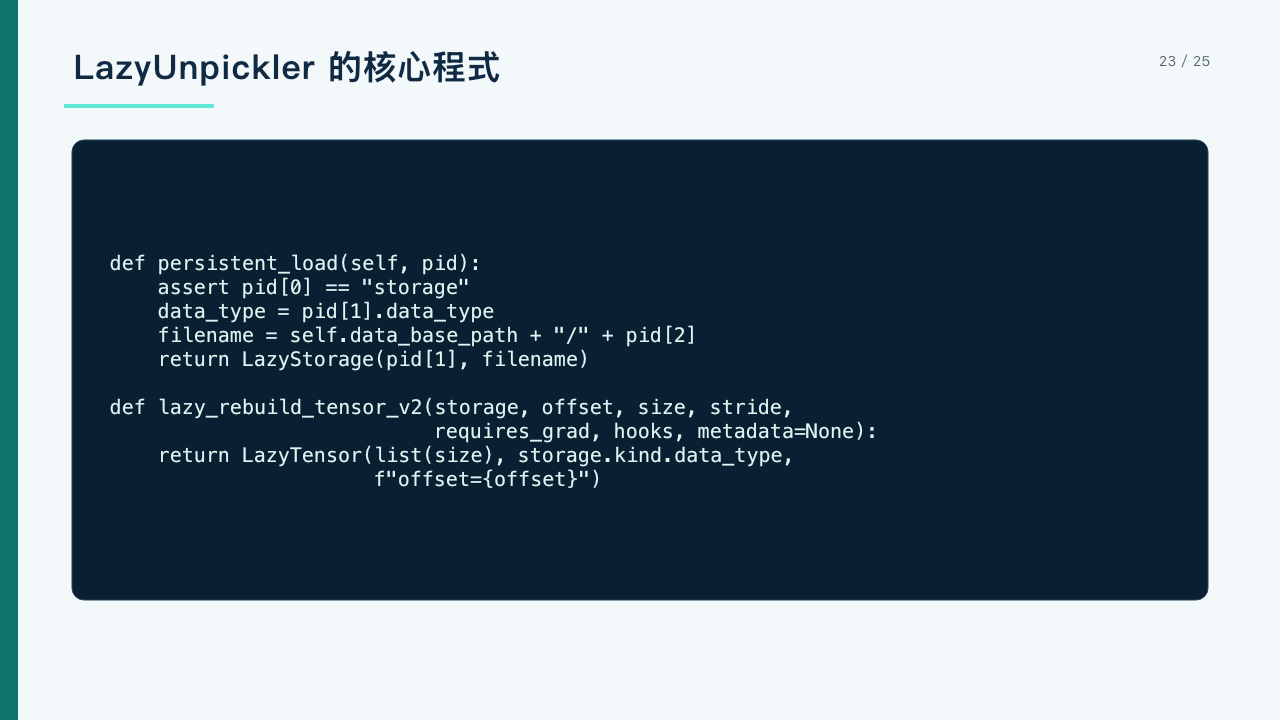 LazyUnpickler 的核心程式
23 / 25
def persistent_load(self, pid):
    assert pid[0] == "storage"
    data_type = pid[1].data_type
    filename = self.data_base_path + "/" + pid[2]
    return LazyStorage(pid[1], filename)

def lazy_rebuild_tensor_v2(storage, offset, size, stride,
                           requires_grad, hooks, metadata=None):
    return LazyTensor(list(size), storage.kind.data_type,
                      f"offset={offset}")